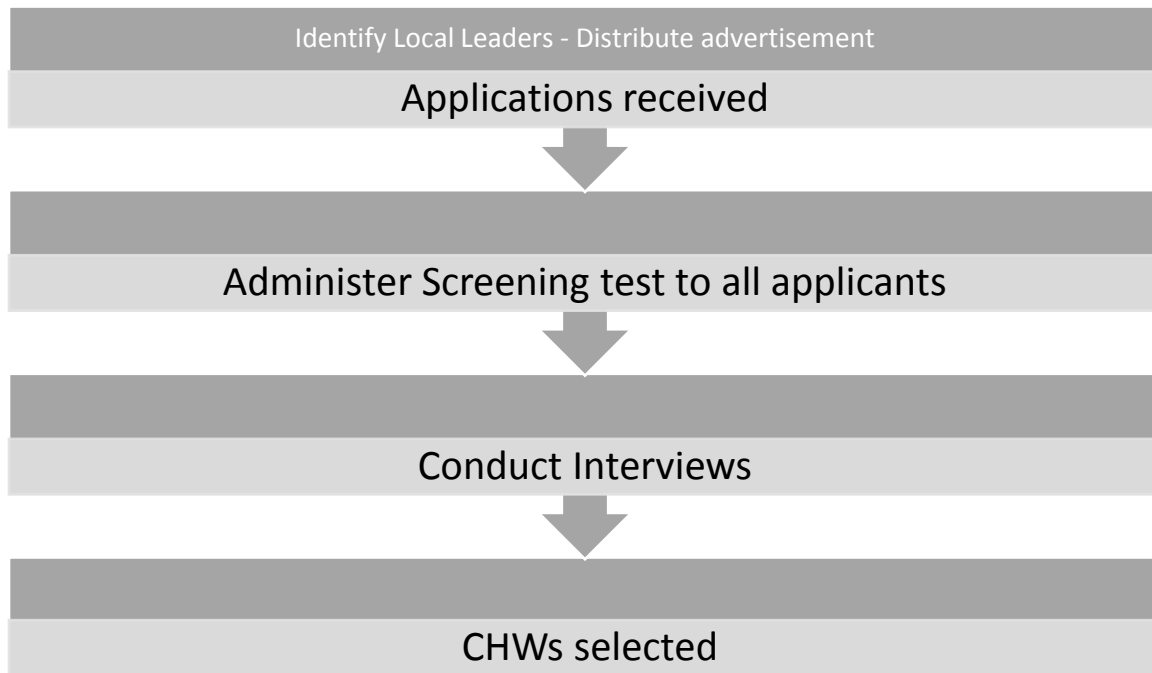 Identify Local Leaders - Distribute advertisement
Applications received
Administer Screening test to all applicants
Conduct Interviews
CHWs selected